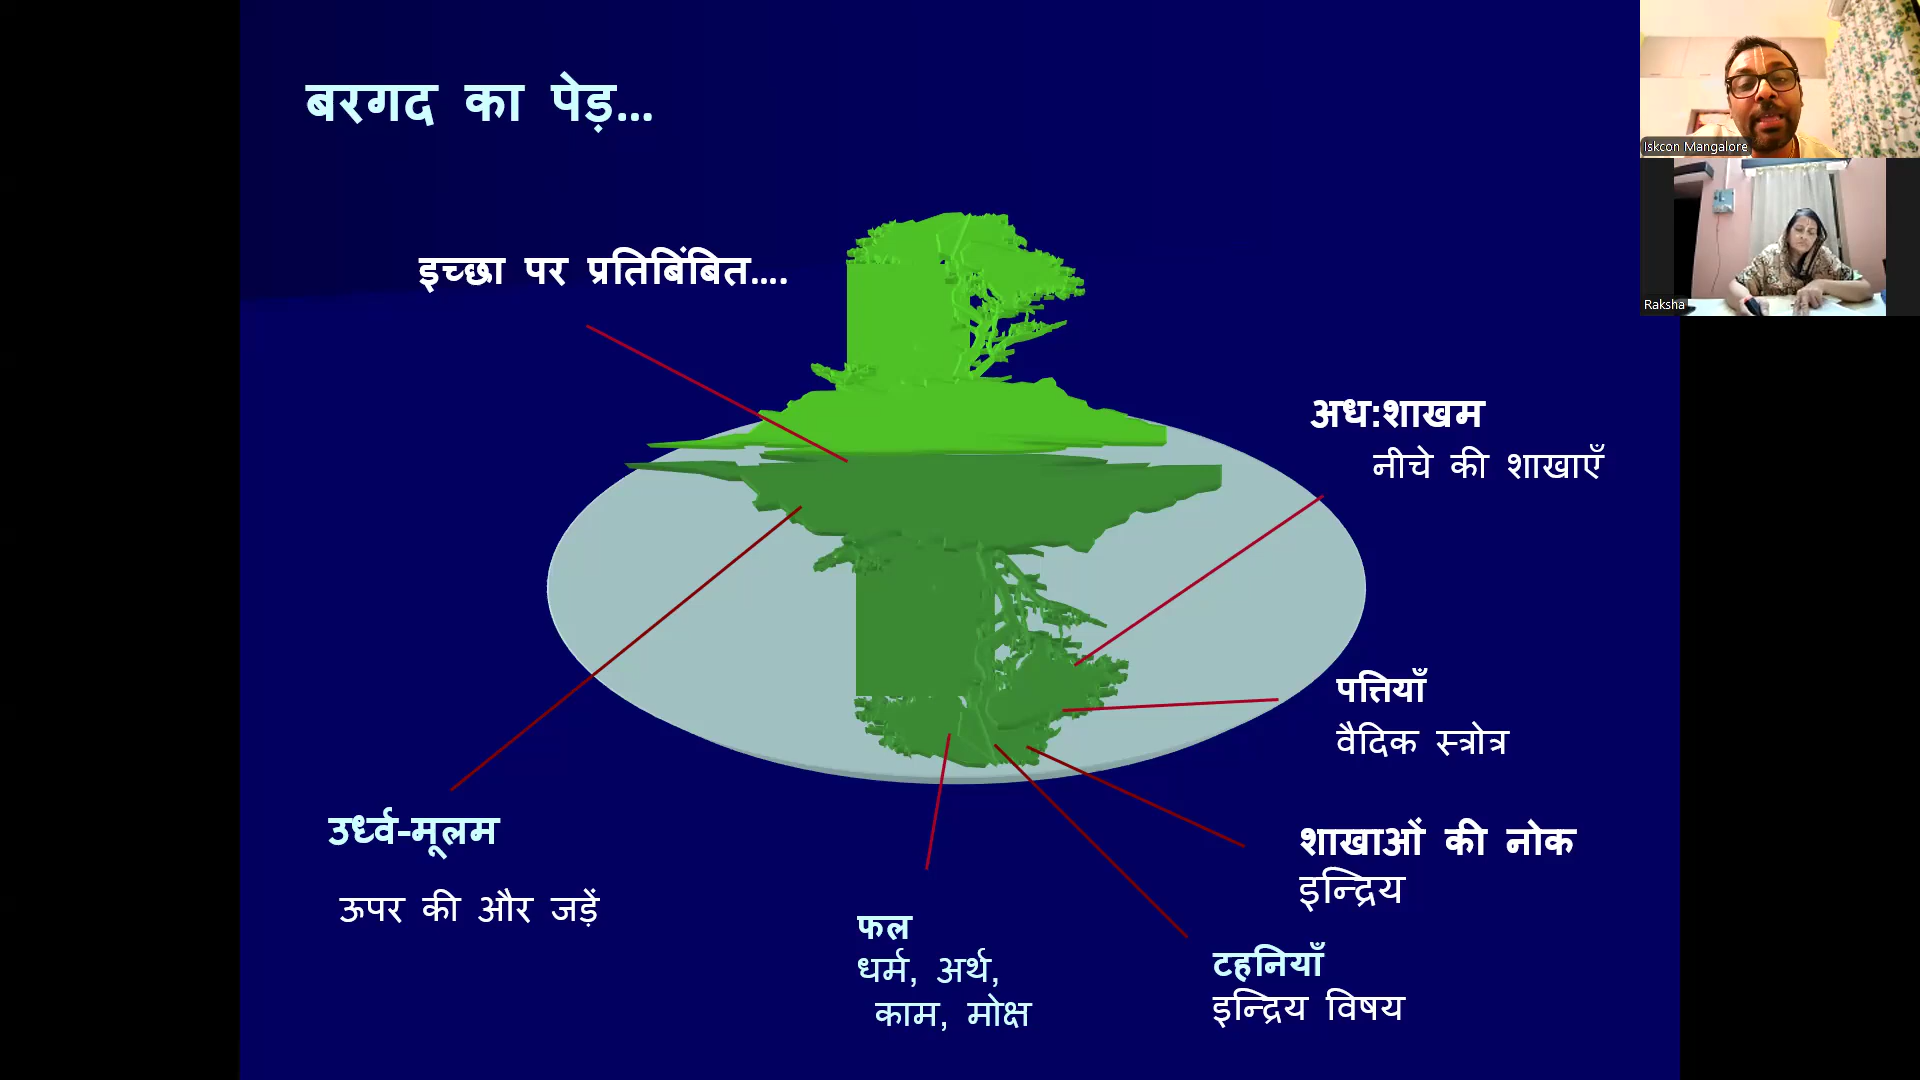 बरगद का पेड़...
इच्छा पर प्रतिबिंबित....
अध:शाखम
नीचे की शाखाएँ
पत्तियाँ
वैदिक स्त्रोत्र
शाखाओं की नोक
इन्द्रिय
टहनियाँ
इन्द्रिय विषय
फल
धर्म, अर्थ,
काम, मोक्ष
उर्ध्व-मूलम
ऊपर की और जड़ें
Iskcon Mangalore
Raksha